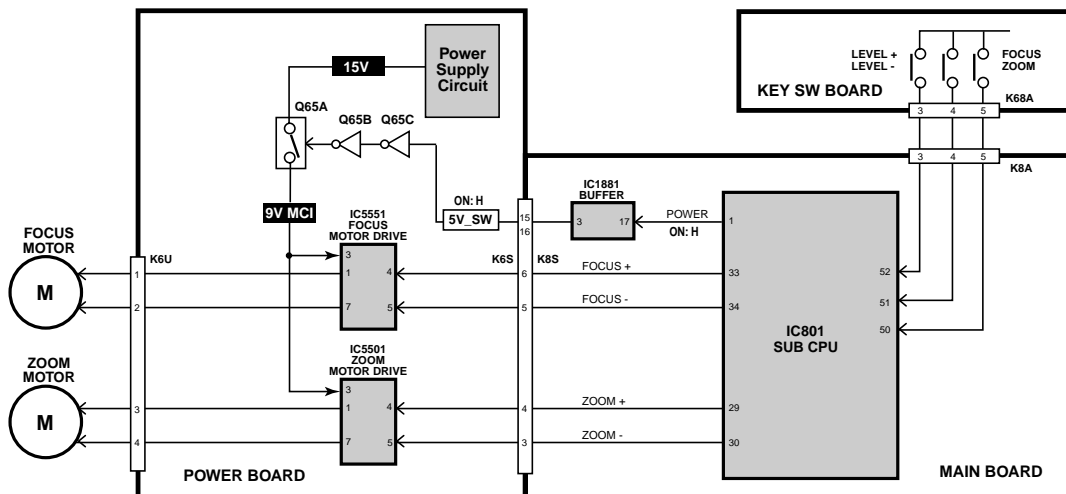 Power
Supply
Circuit
15V
Q65A
Q65B
Q65C
9V MCI
ON: H
5V_SW
15
16
IC1881
BUFFER
3
17
POWER
ON: H
1
LEVEL +
LEVEL -
FOCUS
ZOOM
KEY SW BOARD
K68A
3
4
5
3
4
5
K8A
FOCUS
MOTOR
M
K6U
1
2
IC5551
FOCUS
MOTOR DRIVE
3
1
4
7
5
K6S
K8S
6
5
FOCUS +
FOCUS -
33
34
52
51
50
IC801
SUB CPU
ZOOM
MOTOR
M
3
4
IC5501
ZOOM
MOTOR DRIVE
3
1
4
7
5
4
3
ZOOM +
ZOOM -
29
30
POWER BOARD
MAIN BOARD